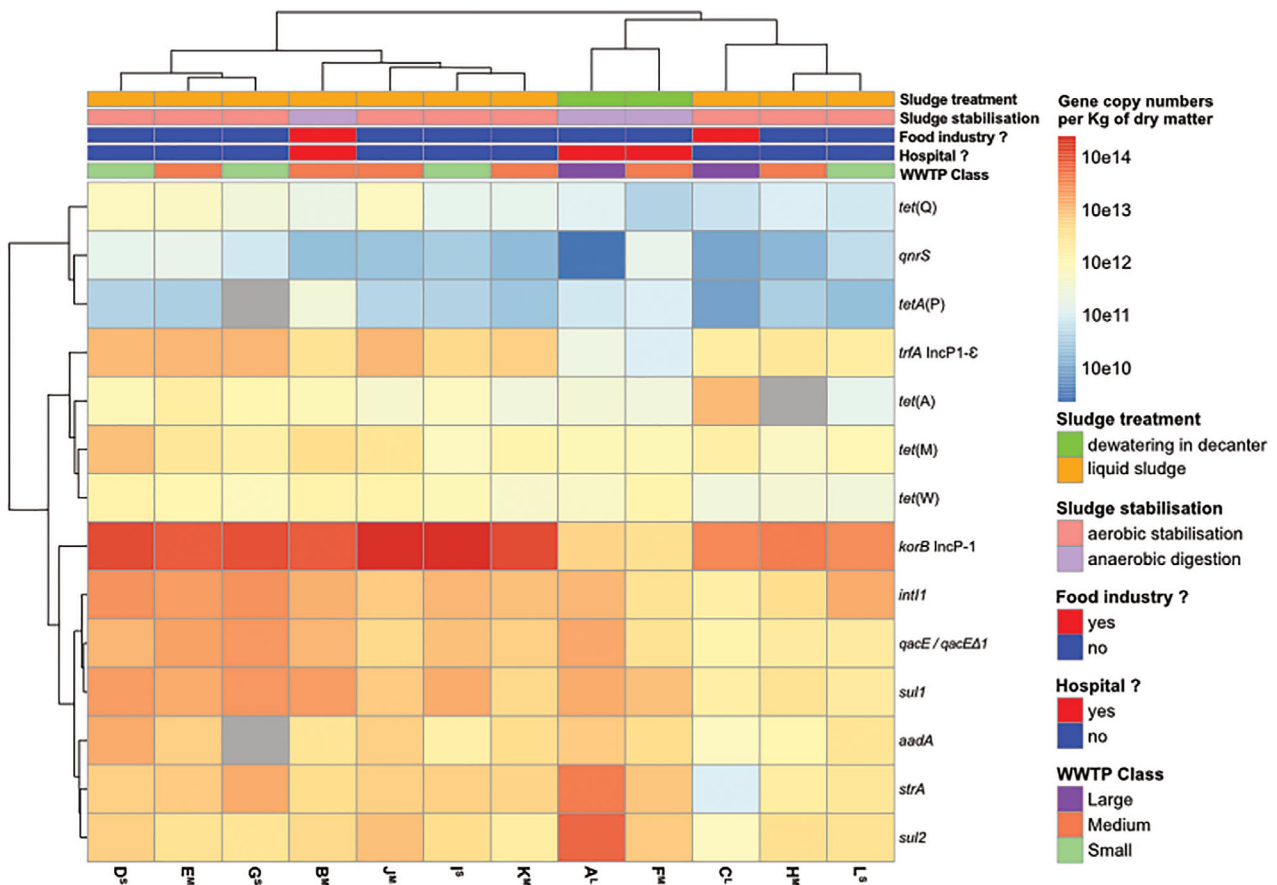 Sludge treatment
Sludge stabilisation
Food industry ?
Hospital ?
WWTP Class
tet(Q)
qnrS
tetA(P)
trfA IncP1-Ɛ
tet(A)
tet(M)
tet(W)
korB IncP-1
intI1
qacE / qacEΔ1
sul1
aadA
strA
sul2
Dˢ Eᴹ Gˢ Bᴹ Jᴹ Iˢ Kᴹ Aᴸ Fᴹ Cᴸ Hᴹ Lˢ
Gene copy numbers
per Kg of dry matter
10e14
10e13
10e12
10e11
10e10
Sludge treatment
dewatering in decanter
liquid sludge
Sludge stabilisation
aerobic stabilisation
anaerobic digestion
Food industry ?
yes
no
Hospital ?
yes
no
WWTP Class
Large
Medium
Small